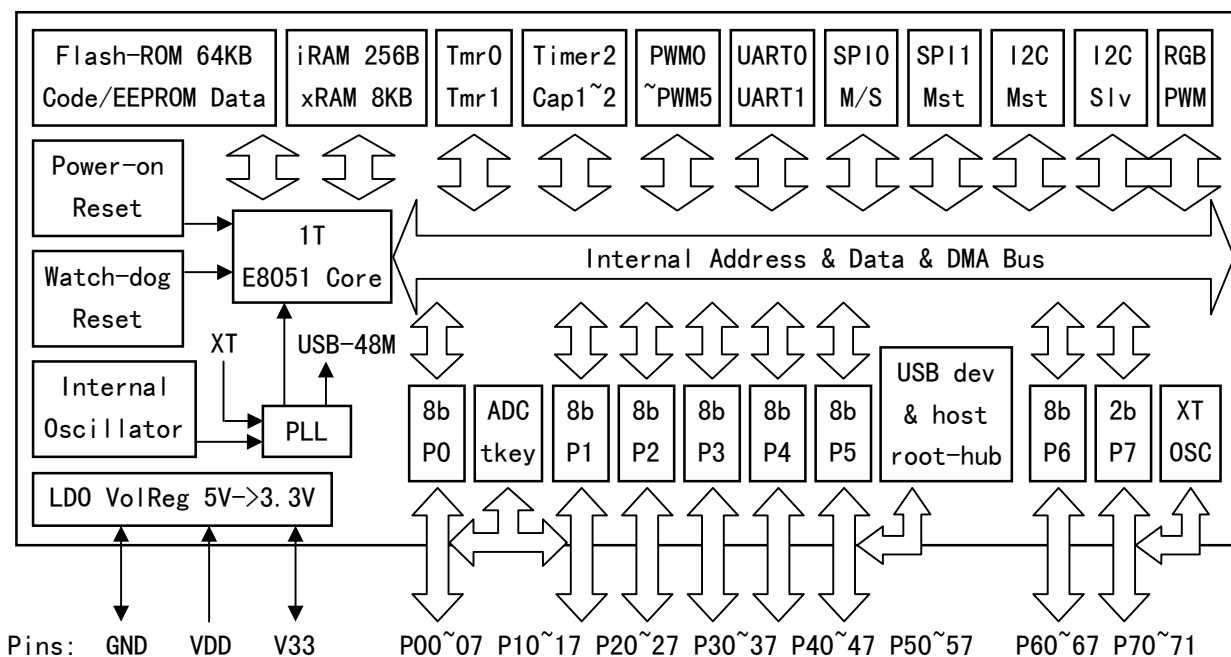 Flash-ROM 64KB
Code/EEPROM Data
iRAM 256B
xRAM 8KB
Tmr0
Tmr1
Timer2
Cap1~2
PWM0
~PWM5
UART0
UART1
SPI0
M/S
SPI1
Mst
I2C
Mst
I2C
Slv
RGB
PWM
Power-on
Reset
1T
E8051 Core
Internal Address & Data & DMA Bus
Watch-dog
Reset
XT
USB-48M
Internal
Oscillator
PLL
8b
P0
ADC
tkey
8b
P1
8b
P2
8b
P3
8b
P4
8b
P5
USB dev
& host
root-hub
8b
P6
2b
P7
XT
OSC
LDO VolReg 5V->3.3V
Pins: GND VDD V33 P00~07 P10~17 P20~27 P30~37 P40~47 P50~57 P60~67 P70~71